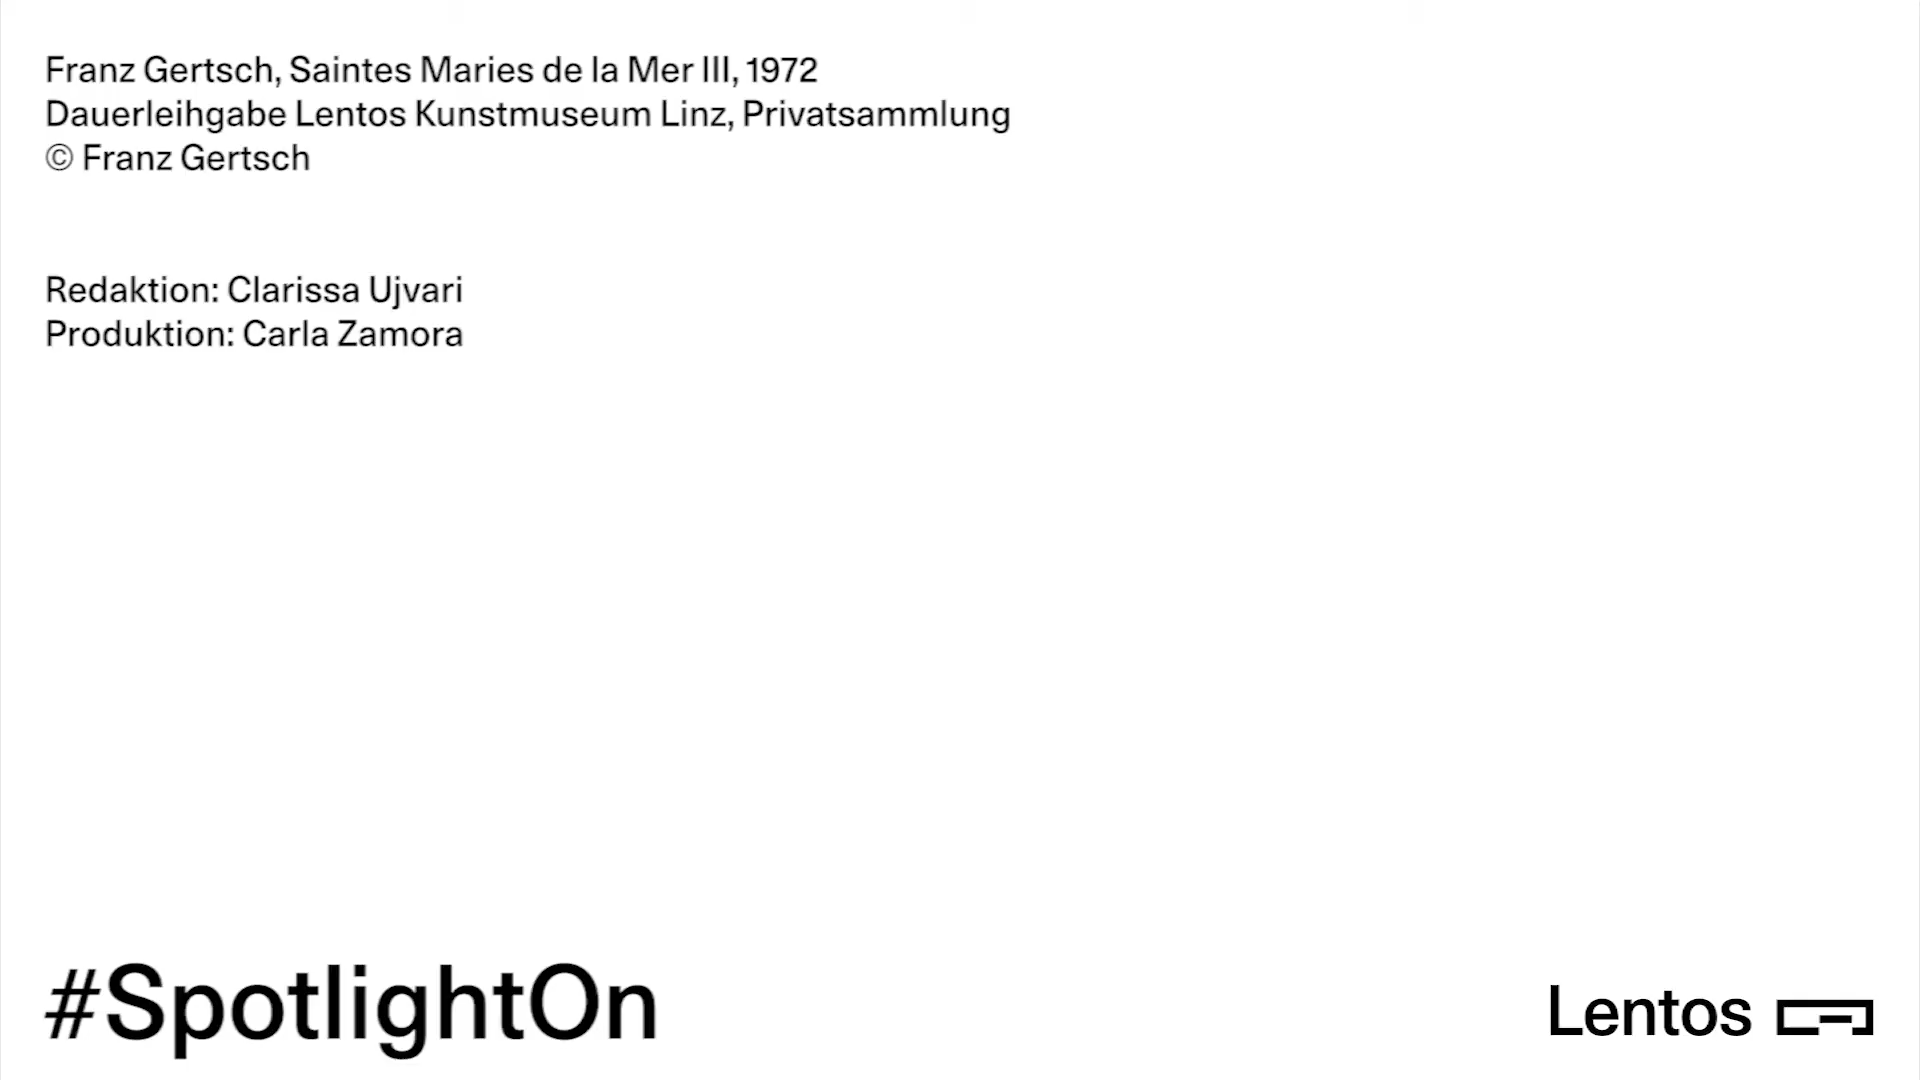 Franz Gertsch, Saintes Maries de la Mer III, 1972
Dauerleihgabe Lentos Kunstmuseum Linz, Privatsammlung
© Franz Gertsch
Redaktion: Clarissa Ujvari
Produktion: Carla Zamora
#SpotlightOn
Lentos